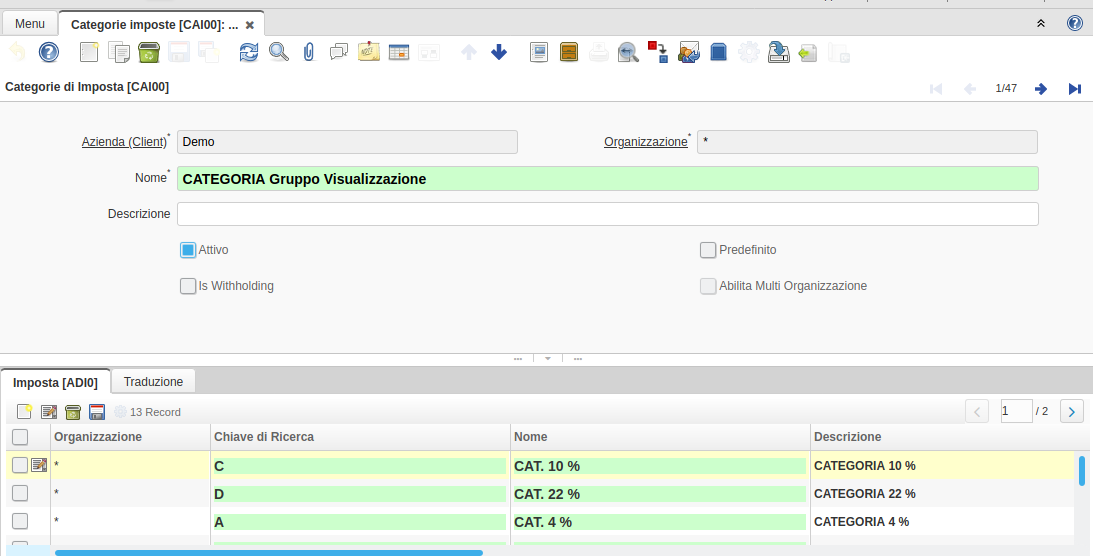 Menu
Categorie imposte [CAI00]: ...
Categorie di Imposta [CAI00]
1/47
Azienda (Client)* Demo
Organizzazione* *
Nome* CATEGORIA Gruppo Visualizzazione
Descrizione
Attivo
Predefinito
Is Withholding
Abilita Multi Organizzazione
Imposta [ADI0]
Traduzione
13 Record
1 / 2
Organizzazione Chiave di Ricerca Nome Descrizione
* C CAT. 10 % CATEGORIA 10 %
* D CAT. 22 % CATEGORIA 22 %
* A CAT. 4 % CATEGORIA 4 %